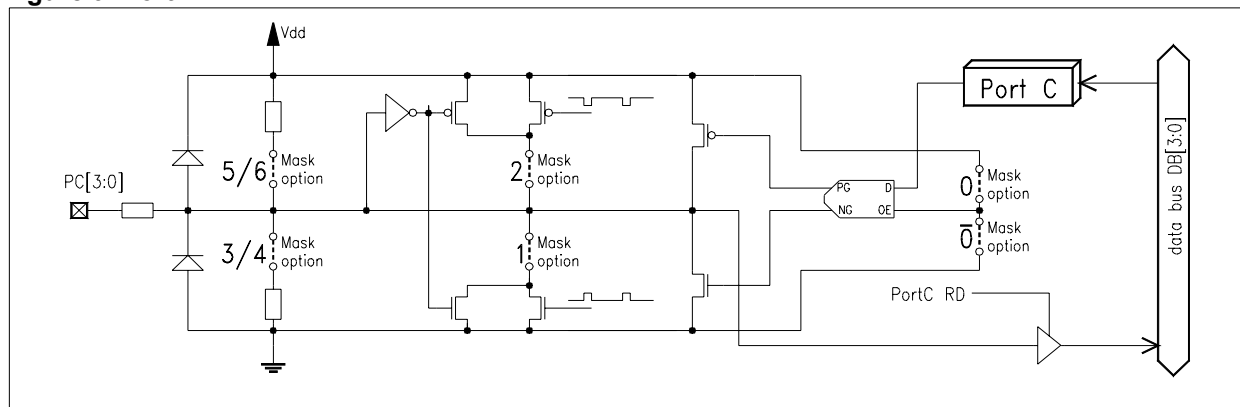 Vdd
Port C
data bus DB[3:0]
PC[3:0]
5/6
Mask
option
3/4
Mask
option
2
Mask
option
1
Mask
option
PG
D
NG
OE
0
Mask
option
0̅
Mask
option
PortC RD